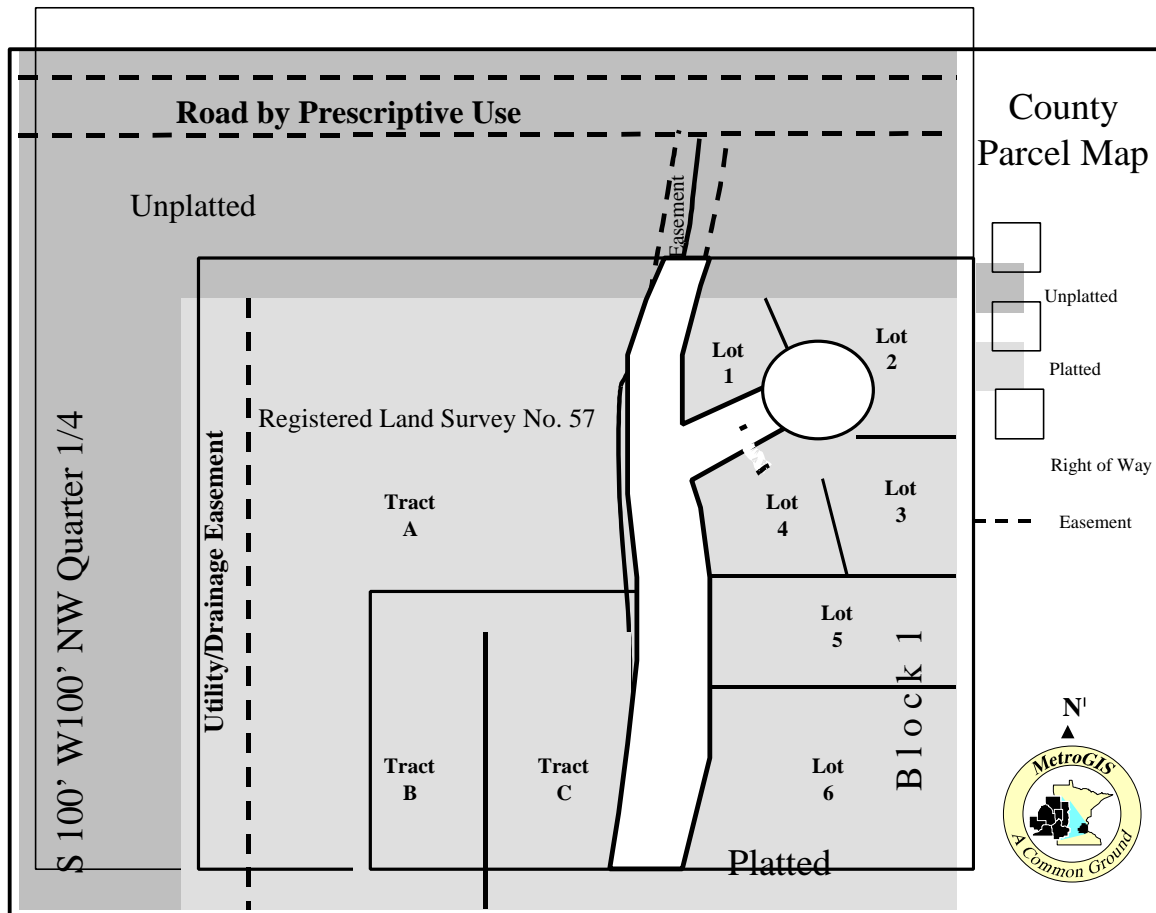 Road by Prescriptive Use
County
Parcel Map
Unplatted
Easement
Unplatted
Platted
Right of Way
Easement
Lot
1
Lot
2
Registered Land Survey No. 57
Tract
A
Lot
4
Lot
3
Utility/Drainage Easement
S 100’ W100’ NW Quarter 1/4
Lot
5
Block 1
Tract
B
Tract
C
Lot
6
Platted
N
MetroGIS
A Common Ground